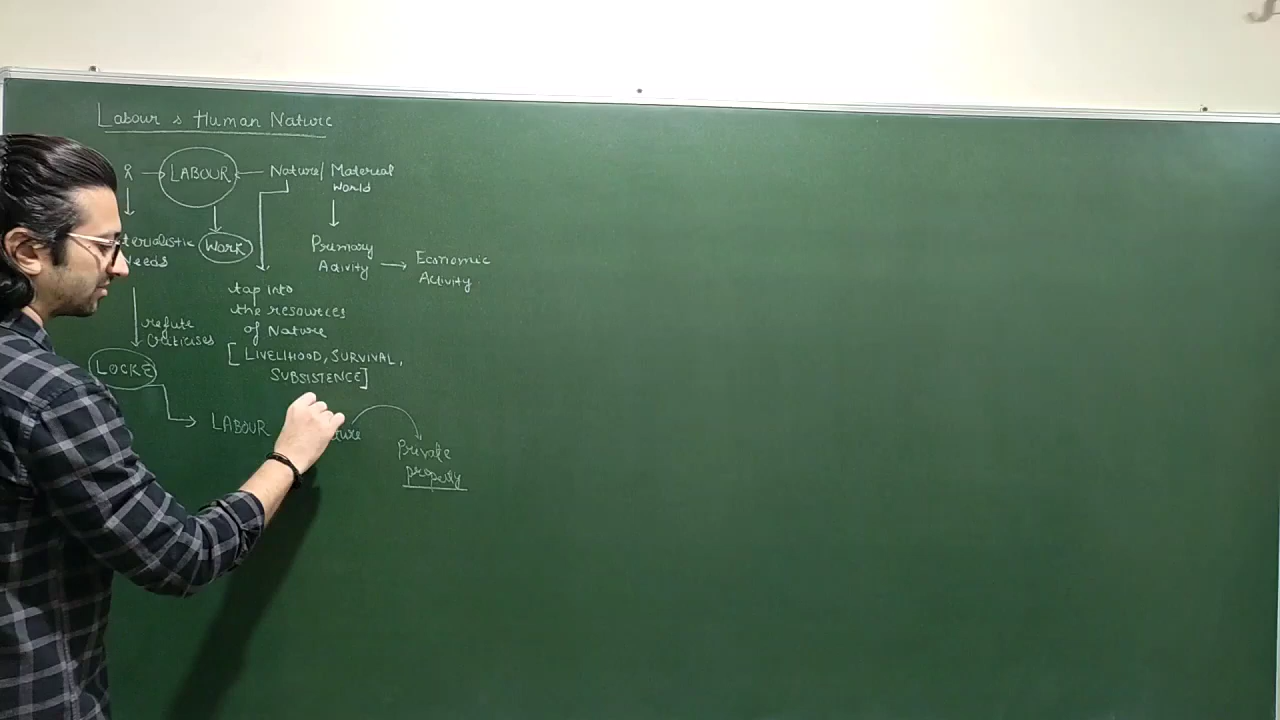 Labour & Human Nature
LABOUR
Nature/ Material
World
terialistic
Needs
WORK
Primary
Activity
Economic
Activity
tap into
the resources
of Nature
[LIVELIHOOD, SURVIVAL,
SUBSISTENCE]
refute
Criticises
LOCKE
LABOUR
ture
Private
property